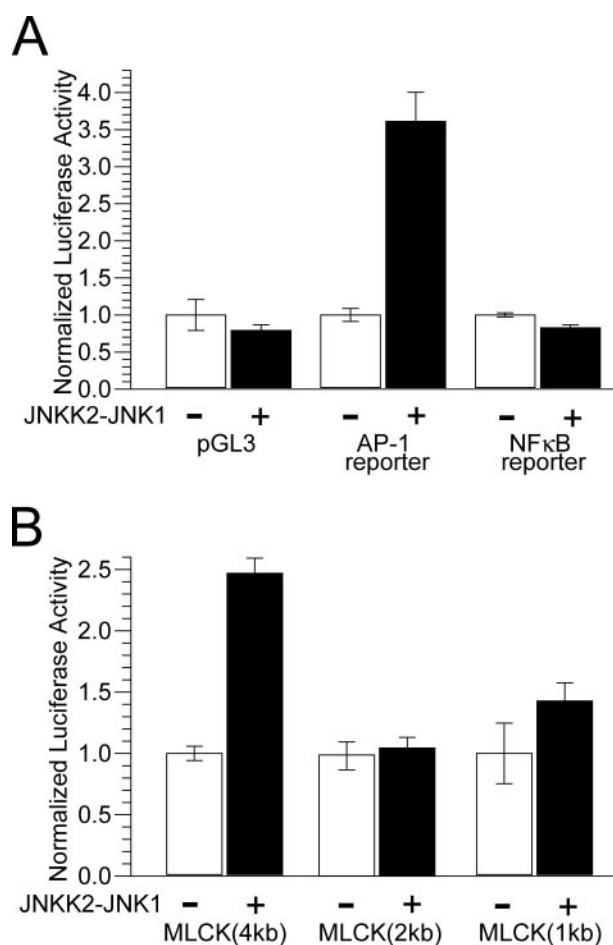 A
Normalized Luciferase Activity
4.0
3.5
3.0
2.5
2.0
1.5
1.0
0.5
0.0
JNKK2-JNK1 - + - + - +
pGL3 AP-1 reporter NFκB reporter
B
Normalized Luciferase Activity
2.5
2.0
1.5
1.0
0.5
0.0
JNKK2-JNK1 - + - + - +
MLCK(4kb) MLCK(2kb) MLCK(1kb)